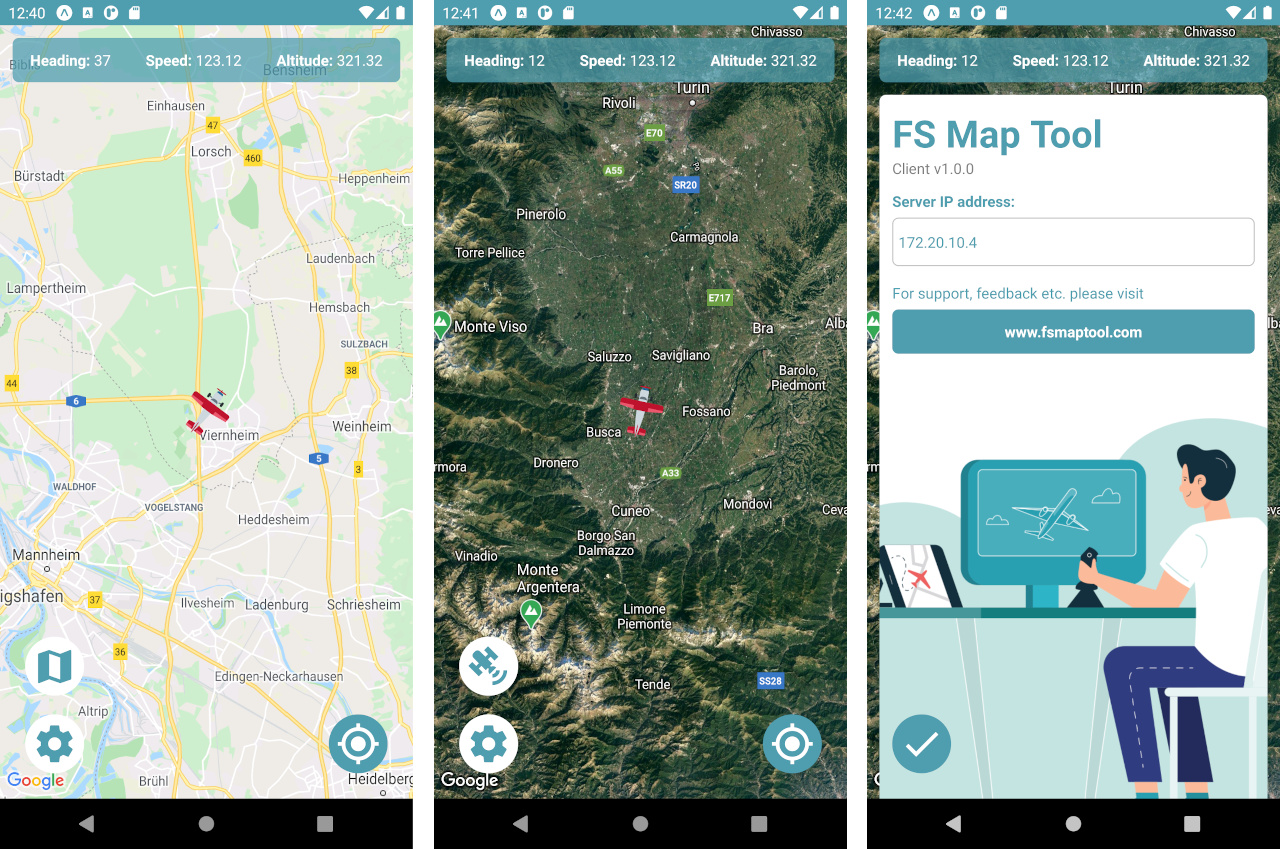 12:40
Heading: 37 Speed: 123.12 Altitude: 321.32
Bensheim
Einhausen
47
Lorsch
460
Bürstadt
Heppenheim
Laudenbach
Lampertheim
Hemsbach
SULZBACH
38
44
6
Viernheim
Weinheim
5
3
WALDHOF
VOGELSTANG
Heddesheim
Mannheim
igshafen
37
Ilvesheim
Ladenburg
Schriesheim
36
Edingen-Neckarhausen
Altrip
Google
Brühl
Heidelberg
12:41
Chivasso
Heading: 12 Speed: 123.12 Altitude: 321.32
Turin
Rivoli
E70
A55
SR20
Pinerolo
Carmagnola
Torre Pellice
E717
Monte Viso
Bra
Alba
Saluzzo
Savigliano
Barolo,
Piedmont
Fossano
Busca
Dronero
rmora
A33
Mondovì
Cuneo
Ceva
Borgo San
Dalmazzo
Vinadio
Monte
Argentera
Limone
Piemonte
Tende
SS28
Google
12:42
Chivasso
Heading: 12 Speed: 123.12 Altitude: 321.32
Turin
FS Map Tool
Client v1.0.0
Server IP address:
172.20.10.4
For support, feedback etc. please visit
www.fsmaptool.com